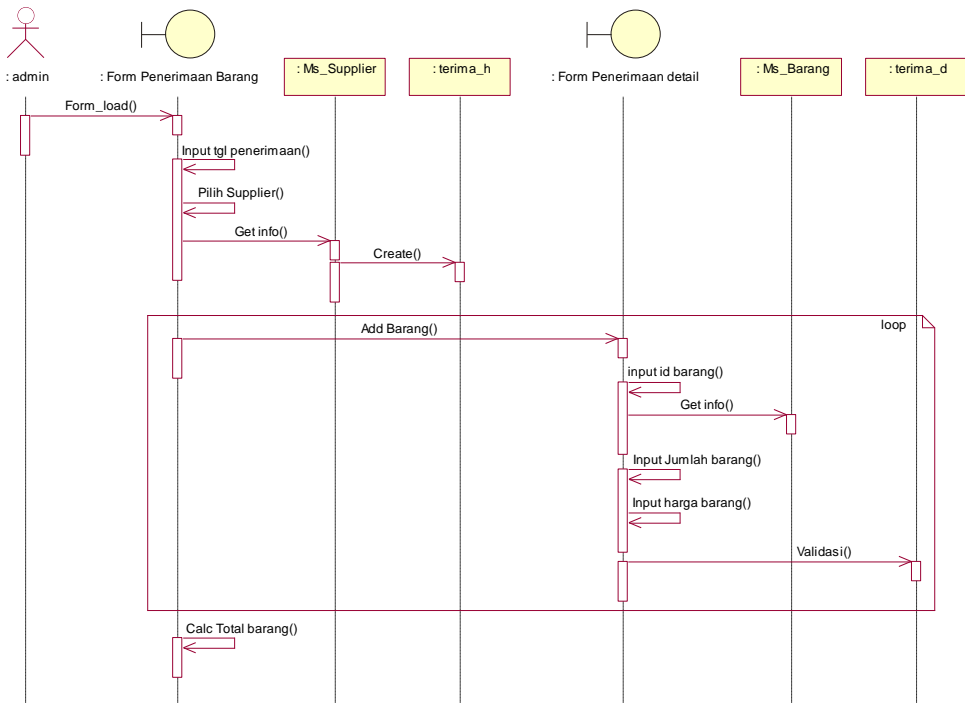 : admin
: Form Penerimaan Barang
: Ms_Supplier
: terima_h
: Form Penerimaan detail
: Ms_Barang
: terima_d
Form_load()
Input tgl penerimaan()
Pilih Supplier()
Get info()
Create()
loop
Add Barang()
input id barang()
Get info()
Input Jumlah barang()
Input harga barang()
Validasi()
Calc Total barang()